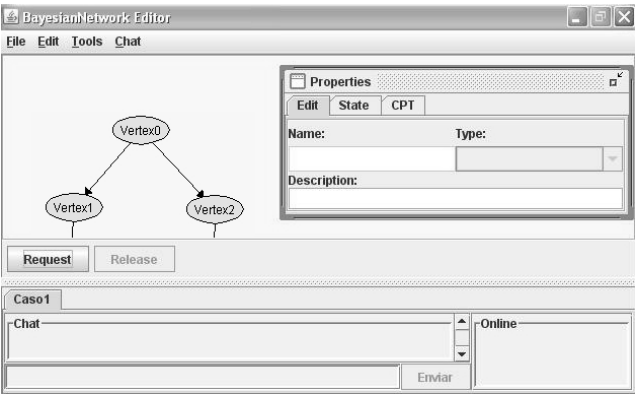 BayesianNetwork Editor
File Edit Tools Chat
Properties
Edit State CPT
Name: Type:
Description:
Vertex0
Vertex1 Vertex2
Request Release
Caso1
Chat Online
Enviar